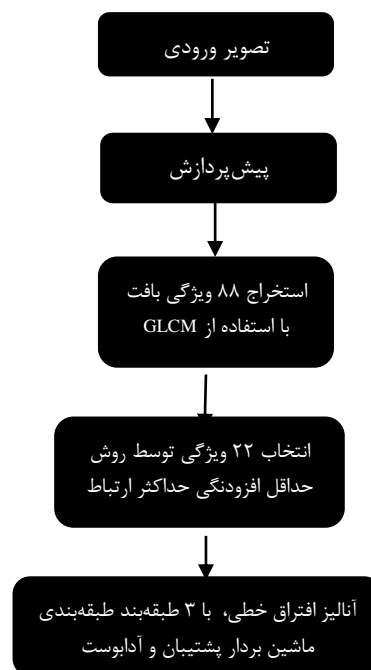 تصویر ورودی
پیش‌پردازش
استخراج ۸۸ ویژگی بافت
با استفاده از GLCM
انتخاب ۲۲ ویژگی توسط روش
حداقل افزودنگی حداکثر ارتباط
آنالیز افتراق خطی، با ۳ طبقه‌بند طبقه‌بندی
ماشین بردار پشتیبان و آدابوست